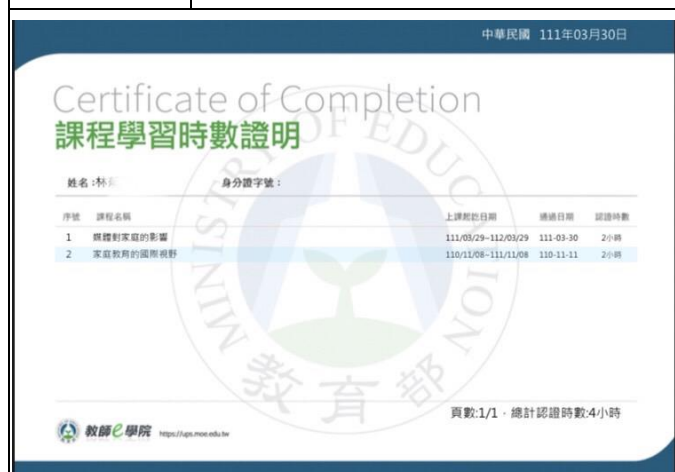 中華民國 111年03月30日
Certificate of Completion
課程學習時數證明
姓名:林 身分證字號:
序號 課程名稱 上課起訖日期 通過日期 認證時數
1 媒體對家庭的影響 111/03/29~112/03/29 111-03-30 2小時
2 家庭教育的國際視野 110/11/08~111/11/08 110-11-11 2小時
MINISTRY OF EDUCATION
教育部
頁數:1/1,總計認證時數:4小時
教師e學院 https://ups.moe.edu.tw